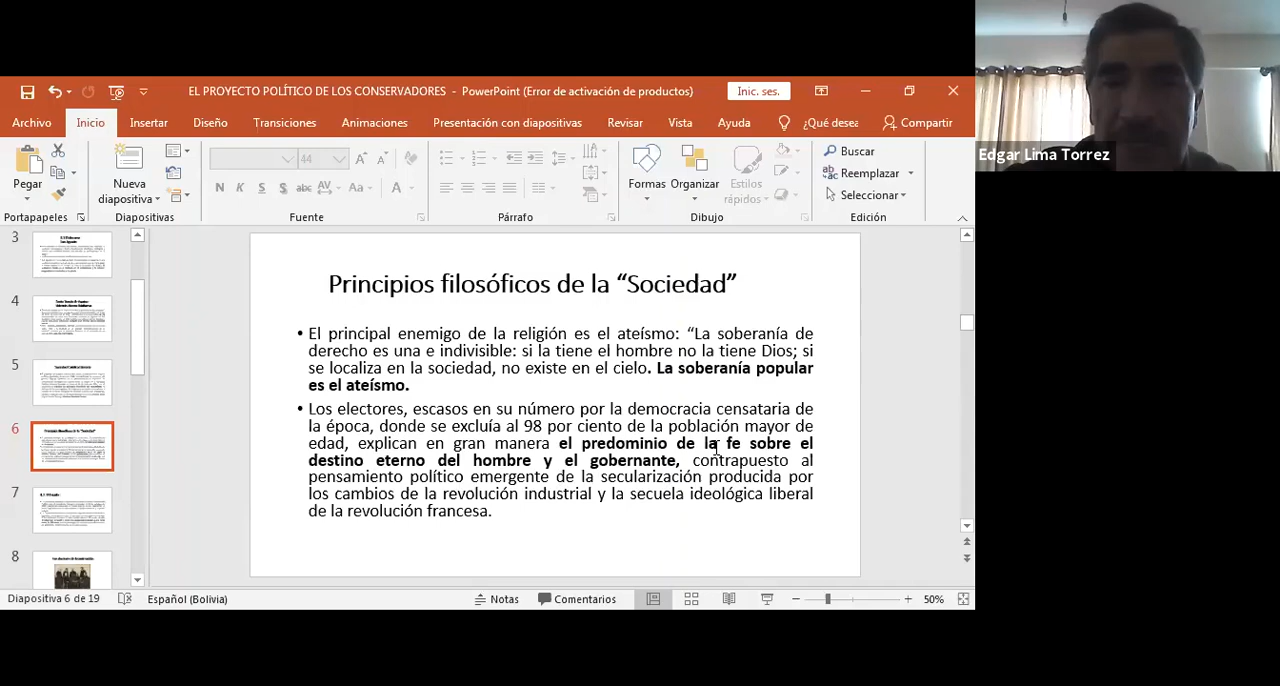 EL PROYECTO POLÍTICO DE LOS CONSERVADORES - PowerPoint (Error de activación de productos)
Inic. ses.
Archivo Inicio Insertar Diseño Transiciones Animaciones Presentación con diapositivas Revisar Vista Ayuda ¿Qué desea Compartir
Pegar
Nueva diapositiva
44
N K S S abc AV Aa A
Formas Organizar Estilos rápidos
Buscar
Reemplazar
Seleccionar
Portapapeles Diapositivas Fuente Párrafo Dibujo Edición
3
4
5
6
7
8
Principios filosóficos de la “Sociedad”
• El principal enemigo de la religión es el ateísmo: “La soberanía de
derecho es una e indivisible: si la tiene el hombre no la tiene Dios; si
se localiza en la sociedad, no existe en el cielo. La soberanía popular
es el ateísmo.
• Los electores, escasos en su número por la democracia censataria de
la época, donde se excluía el 98 por ciento de la población mayor de
edad, explican en gran manera el predominio de la fe sobre el
destino eterno del hombre y el gobernante, contrapuesto al
pensamiento político emergente de la secularización producida por
los cambios de la revolución industrial y la secuela ideológica liberal
de la revolución francesa.
Diapositiva 6 de 19 Español (Bolivia) Notas Comentarios 50%
Edgar Lima Torrez